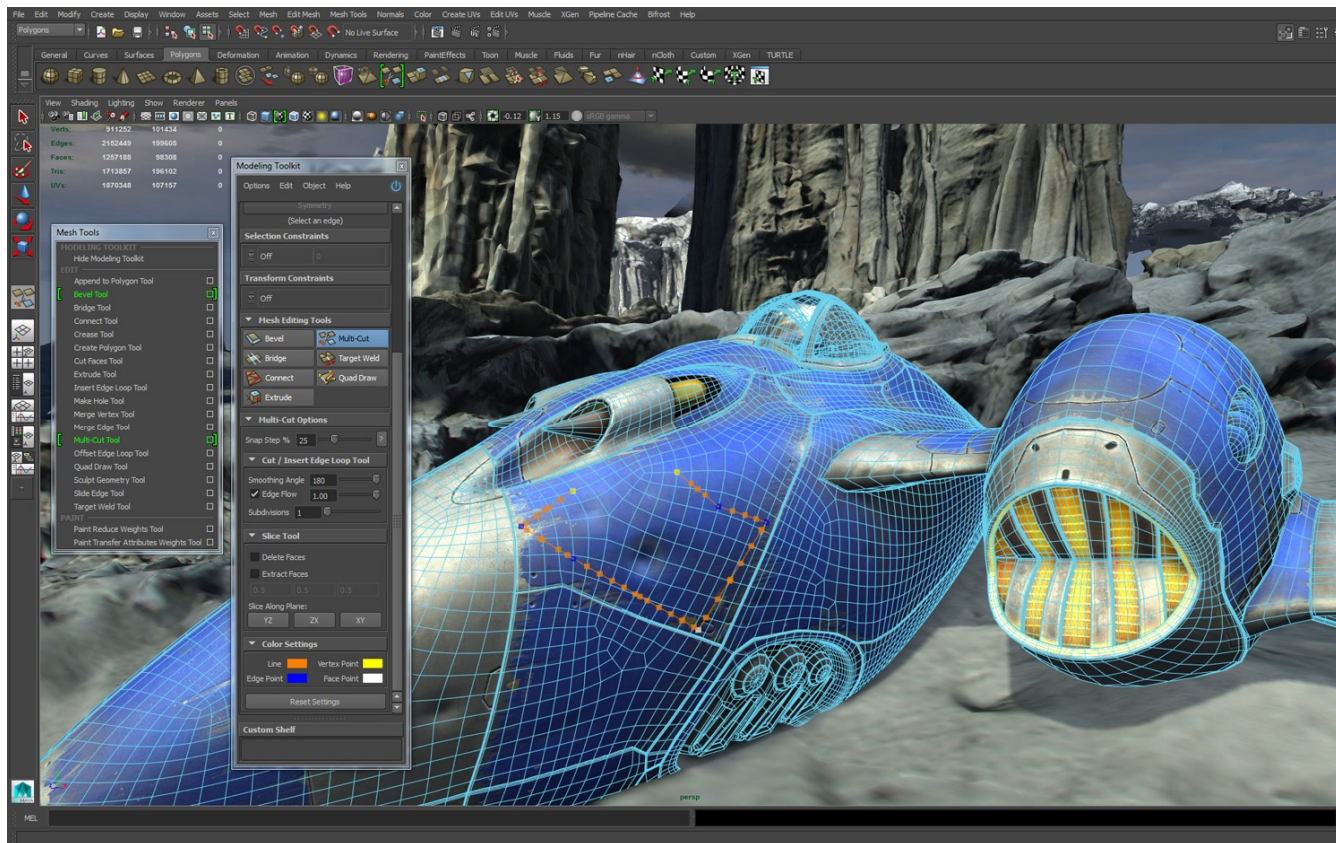 File Edit Modify Create Display Window Assets Select Mesh Edit Mesh Mesh Tools Normals Color Create UVs Edit UVs Muscle XGen Pipeline Cache Bifrost Help
Polygons No Live Surface
General Curves Surfaces Polygons Deformation Animation Dynamics Rendering PaintEffects Toon Muscle Fluids Fur nHair nCloth Custom XGen TURTLE
View Shading Lighting Show Renderer Panels
-0.12 1.15 sRGB gamma
Verts: 911252 101434 0
Edges: 2152449 199605 0
Faces: 1257188 98308 0
Tris: 1713857 196102 0
UVs: 1870348 107157 0
Mesh Tools
MODELING TOOLKIT
Hide Modeling Toolkit
EDIT
Append to Polygon Tool
Bevel Tool
Bridge Tool
Connect Tool
Crease Tool
Create Polygon Tool
Cut Faces Tool
Extrude Tool
Insert Edge Loop Tool
Make Hole Tool
Merge Vertex Tool
Merge Edge Tool
Multi-Cut Tool
Offset Edge Loop Tool
Quad Draw Tool
Sculpt Geometry Tool
Slide Edge Tool
Target Weld Tool
PAINT
Paint Reduce Weights Tool
Paint Transfer Attributes Weights Tool
Modeling Toolkit
Options Edit Object Help
Symmetry
(Select an edge)
Selection Constraints
Off 0
Transform Constraints
Off
Mesh Editing Tools
Bevel Multi-Cut
Bridge Target Weld
Connect Quad Draw
Extrude
Multi-Cut Options
Snap Step % 25 ?
Cut / Insert Edge Loop Tool
Smoothing Angle 180
Edge Flow 1.00
Subdivisions 1
Slice Tool
Delete Faces
Extract Faces
0.5 0.5 0.5
Slice Along Plane:
YZ ZX XY
Color Settings
Line Vertex Point
Edge Point Face Point
Reset Settings
Custom Shelf
persp
MEL